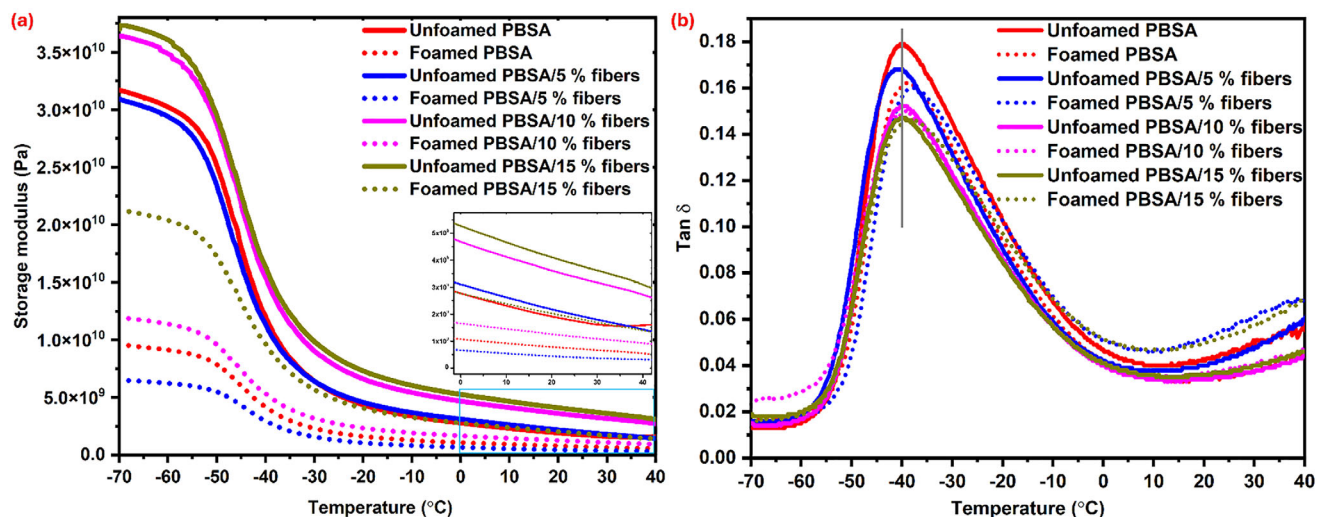 (a)
Storage modulus (Pa)
3.5×10¹⁰
3.0×10¹⁰
2.5×10¹⁰
2.0×10¹⁰
1.5×10¹⁰
1.0×10¹⁰
5.0×10⁹
0.0
-70 -60 -50 -40 -30 -20 -10 0 10 20 30 40
Temperature (°C)
Unfoamed PBSA
Foamed PBSA
Unfoamed PBSA/5 % fibers
Foamed PBSA/5 % fibers
Unfoamed PBSA/10 % fibers
Foamed PBSA/10 % fibers
Unfoamed PBSA/15 % fibers
Foamed PBSA/15 % fibers
0
0 10 20 30 40
(b)
Tan δ
0.18
0.16
0.14
0.12
0.10
0.08
0.06
0.04
0.02
0.00
-70 -60 -50 -40 -30 -20 -10 0 10 20 30 40
Temperature (°C)
Unfoamed PBSA
Foamed PBSA
Unfoamed PBSA/5 % fibers
Foamed PBSA/5 % fibers
Unfoamed PBSA/10 % fibers
Foamed PBSA/10 % fibers
Unfoamed PBSA/15 % fibers
Foamed PBSA/15 % fibers